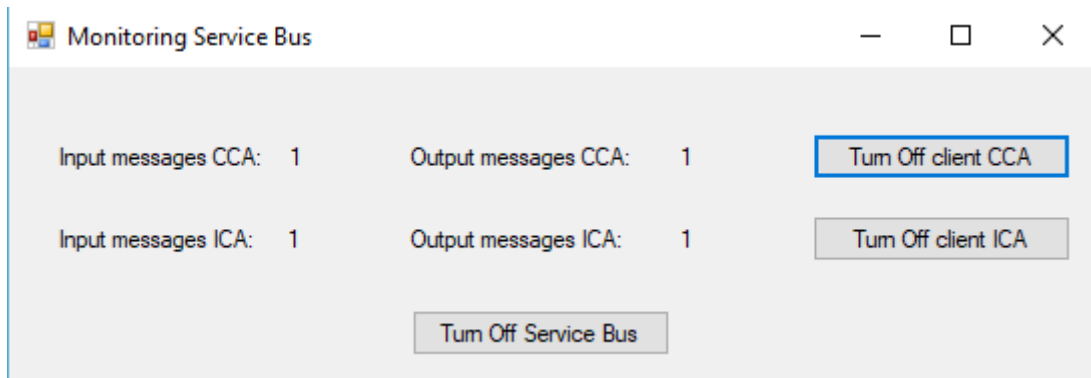 Monitoring Service Bus
Input messages CCA: 1 Output messages CCA: 1 Turn Off client CCA
Input messages ICA: 1 Output messages ICA: 1 Turn Off client ICA
Turn Off Service Bus